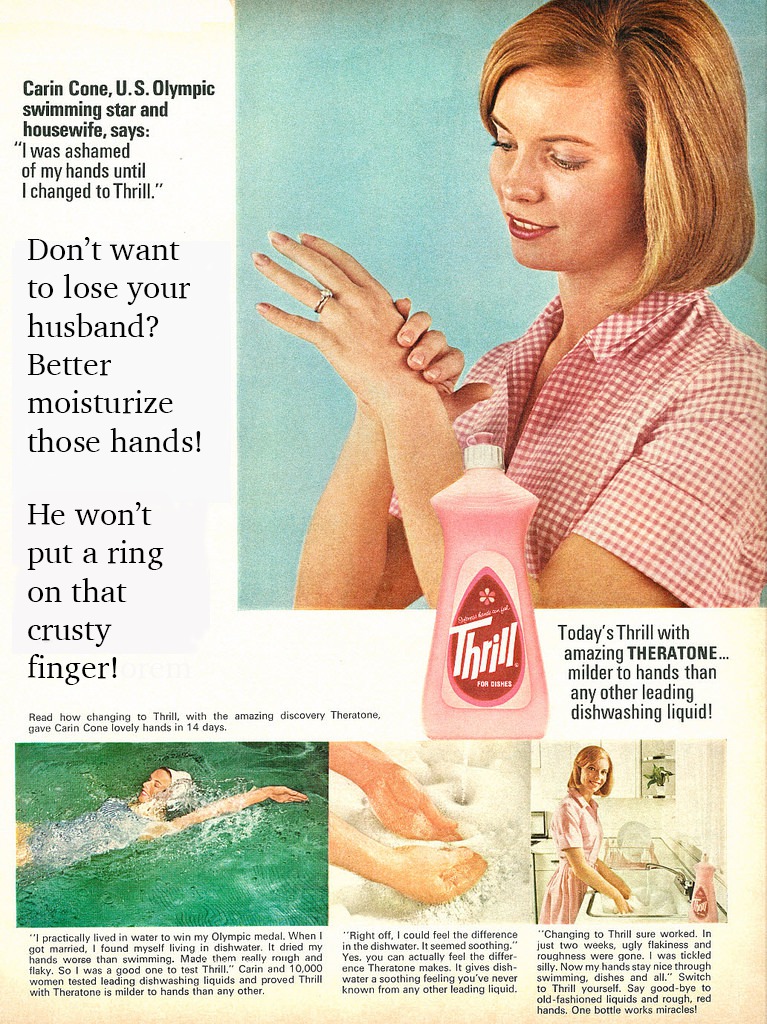 Carin Cone, U.S. Olympic
swimming star and
housewife, says:
“I was ashamed
of my hands until
I changed to Thrill.”
Don’t want
to lose your
husband?
Better
moisturize
those hands!
He won’t
put a ring
on that
crusty
finger!
orem
Thrill
FOR DISHES
Today's Thrill with
amazing THERATONE...
milder to hands than
any other leading
dishwashing liquid!
Read how changing to Thrill, with the amazing discovery Theratone,
gave Carin Cone lovely hands in 14 days.
"I practically lived in water to win my Olympic medal. When I
got married, I found myself living in dishwater. It dried my
hands worse than swimming. Made them really rough and
flaky. So I was a good one to test Thrill." Carin and 10,000
women tested leading dishwashing liquids and proved Thrill
with Theratone is milder to hands than any other.
"Right off, I could feel the difference
in the dishwater. It seemed soothing."
Yes, you can actually feel the differ-
ence Theratone makes. It gives dish-
water a soothing feeling you've never
known from any other leading liquid.
"Changing to Thrill sure worked. In
just two weeks, ugly flakiness and
roughness were gone. I was tickled
silly. Now my hands stay nice through
swimming, dishes and all." Switch
to Thrill yourself. Say good-bye to
old-fashioned liquids and rough, red
hands. One bottle works miracles!